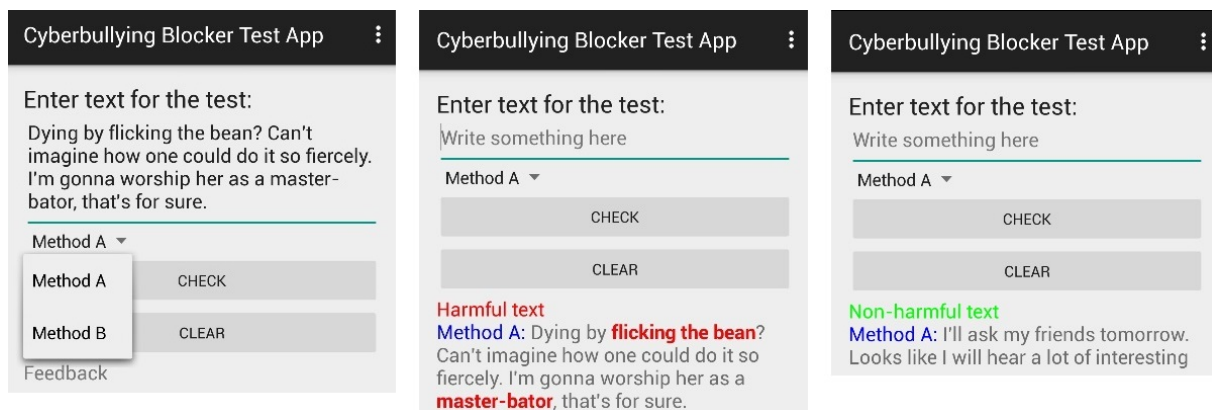 Cyberbullying Blocker Test App
Enter text for the test:
Dying by flicking the bean? Can't
imagine how one could do it so fiercely.
I'm gonna worship her as a master-
bator, that's for sure.
Method A
Method A
CHECK
Method B
CLEAR
Feedback
Cyberbullying Blocker Test App
Enter text for the test:
Write something here
Method A
CHECK
CLEAR
Harmful text
Method A: Dying by flicking the bean?
Can't imagine how one could do it so
fiercely. I'm gonna worship her as a
master-bator, that's for sure.
Cyberbullying Blocker Test App
Enter text for the test:
Write something here
Method A
CHECK
CLEAR
Non-harmful text
Method A: I'll ask my friends tomorrow.
Looks like I will hear a lot of interesting